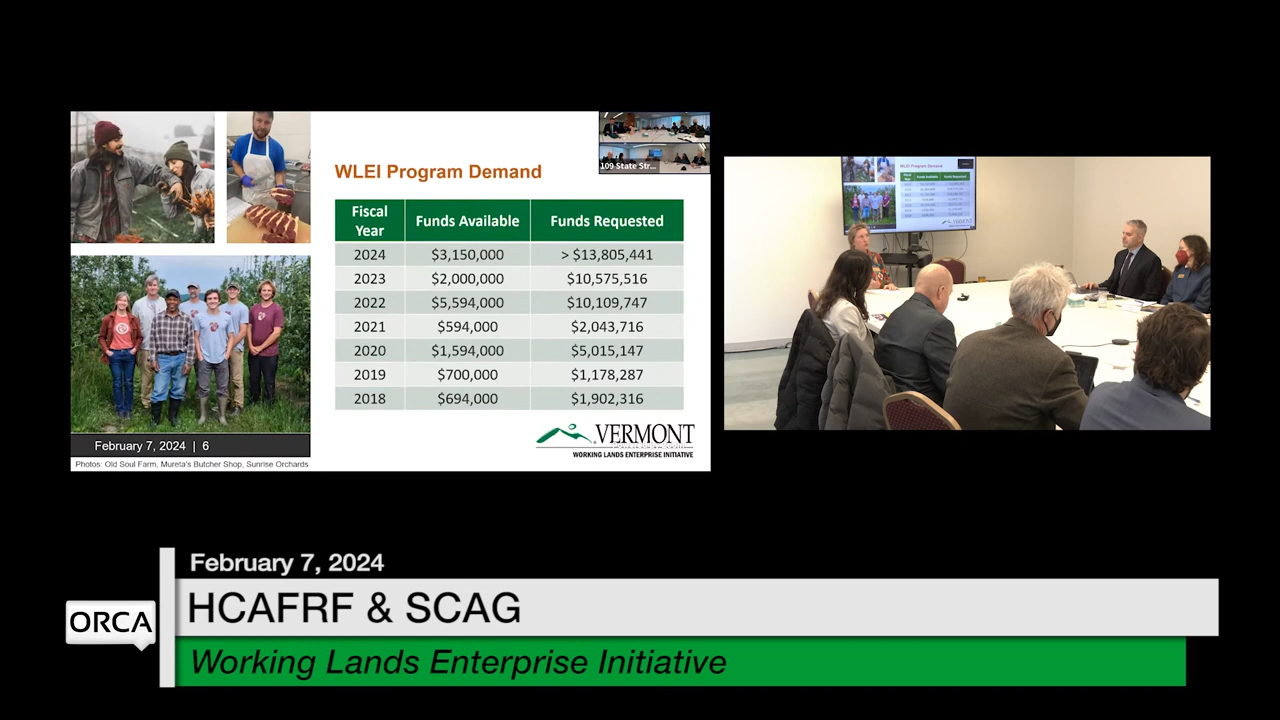 109 State Str...
WLEI Program Demand
Fiscal Year Funds Available Funds Requested
2024 $3,150,000 > $13,805,441
2023 $2,000,000 $10,575,516
2022 $5,594,000 $10,109,747
2021 $594,000 $2,043,716
2020 $1,594,000 $5,015,147
2019 $700,000 $1,178,287
2018 $694,000 $1,902,316
February 7, 2024 | 6
VERMONT
WORKING LANDS ENTERPRISE INITIATIVE
Photos: Old Soul Farm, Mureta's Butcher Shop, Sunrise Orchards
WLEI Program Demand
February 7, 2024
HCAFRF & SCAG
ORCA
Working Lands Enterprise Initiative